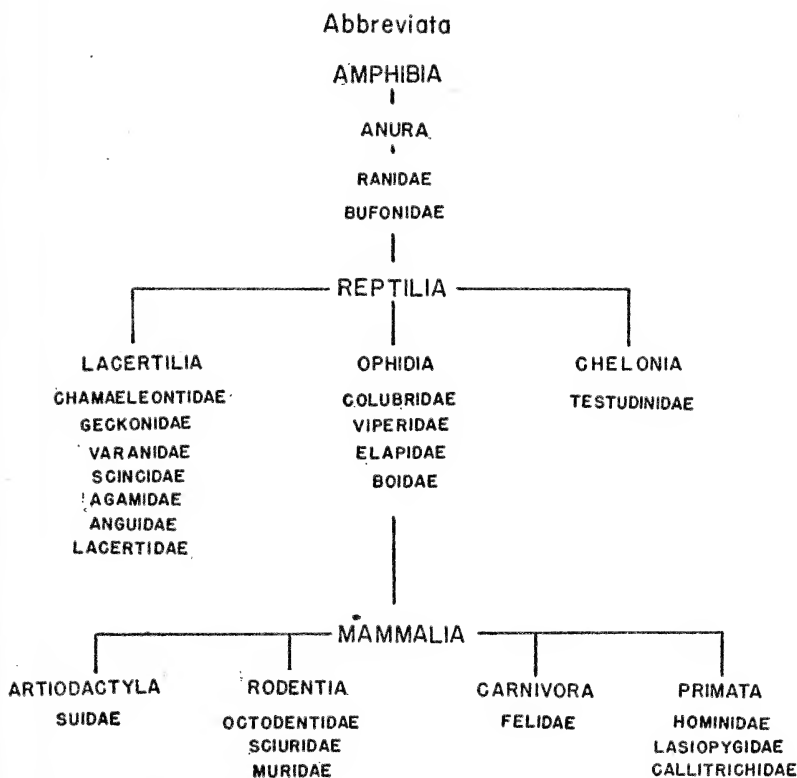 Abbreviata
AMPHIBIA
ANURA
RANIDAE
BUFONIDAE
REPTILIA
LACERTILIA
CHAMAELEONTIDAE
GECKONIDAE
VARANIDAE
SCINCIDAE
AGAMIDAE
ANGUIDAE
LACERTIDAE
OPHIDIA
COLUBRIDAE
VIPERIDAE
ELAPIDAE
BOIDAE
CHELONIA
TESTUDINIDAE
MAMMALIA
ARTIODACTYLA
SUIDAE
RODENTIA
OCTODENTIDAE
SCIURIDAE
MURIDAE
CARNIVORA
FELIDAE
PRIMATA
HOMINIDAE
LASIOPYGIDAE
CALLITRICHIDAE